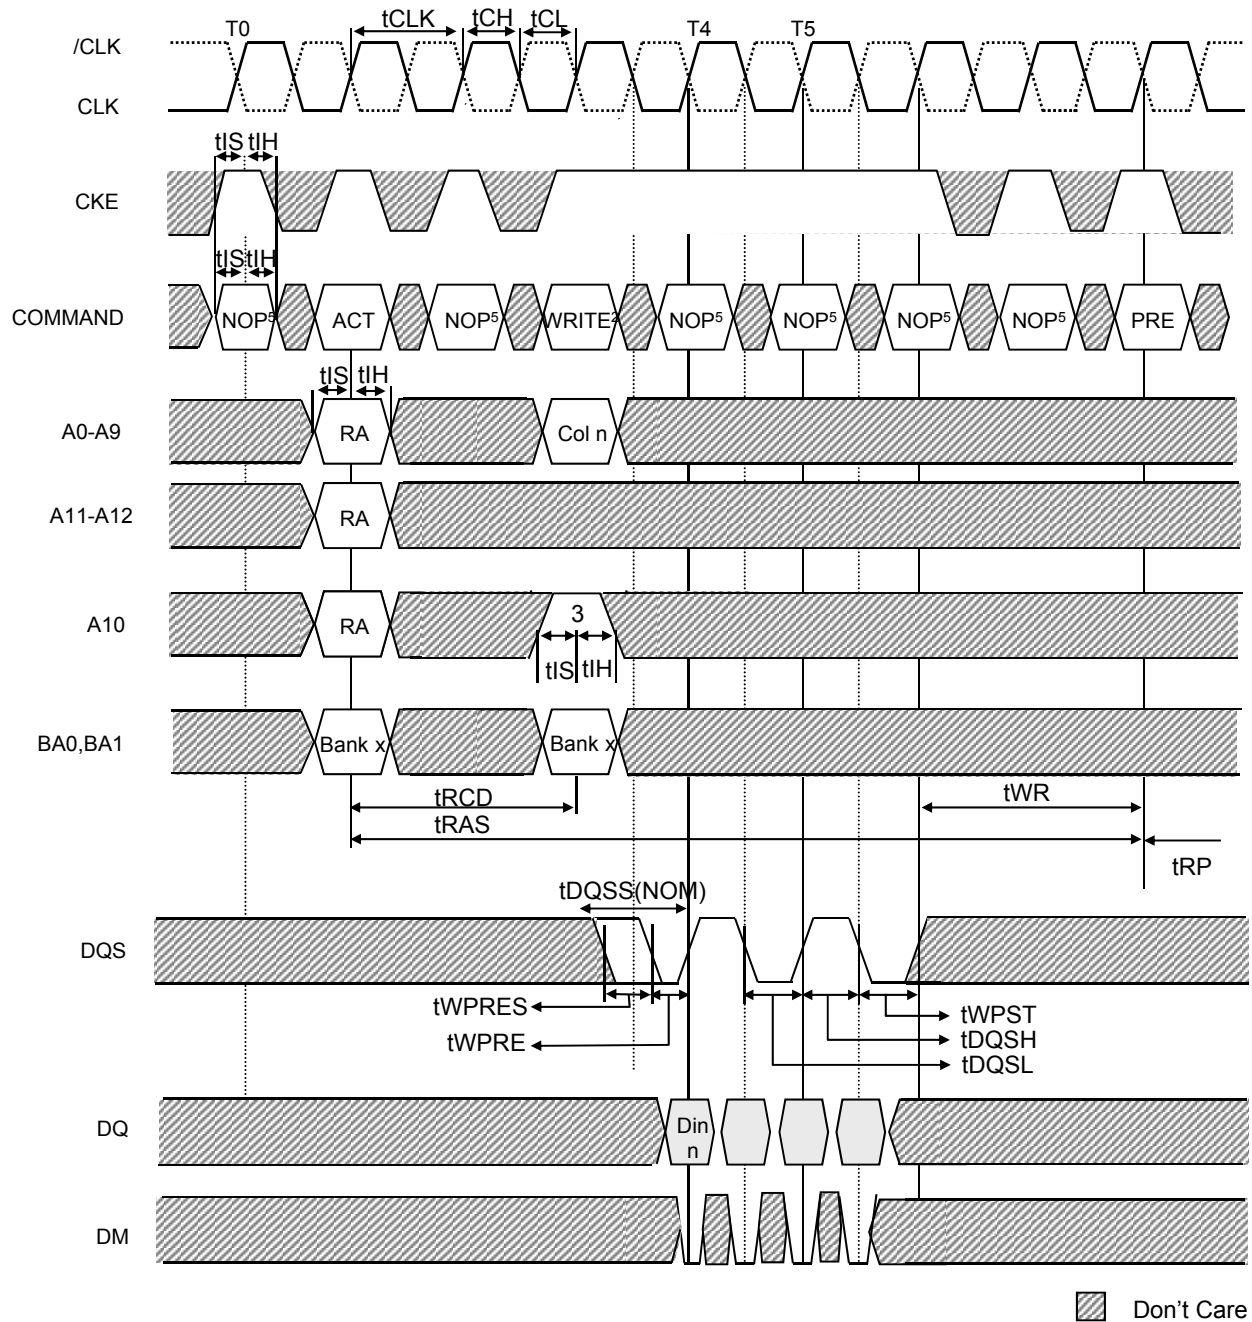 tCLK tCH tCL
T0 T4 T5
/CLK
CLK
tIS tIH
CKE
tIS tIH
COMMAND NOP5 ACT NOP5 WRITE2 NOP5 NOP5 NOP5 NOP5 PRE
tIS tIH
A0-A9 RA Col n
A11-A12 RA
A10 RA 3
tIS tIH
BA0,BA1 Bank x Bank x
tRCD tWR
tRAS
tRP
tDQSS(NOM)
DQS
tWPRES tWPST
tWPRE tDQSH
tDQSL
DQ Din
n
DM
Don't Care